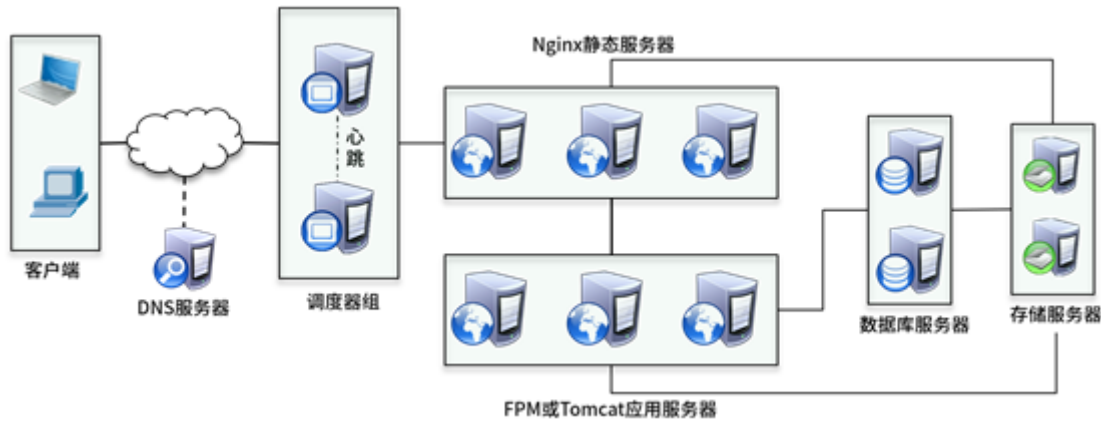 Nginx静态服务器
心
跳
客户端
DNS服务器
调度器组
数据库服务器
存储服务器
FPM或Tomcat应用服务器